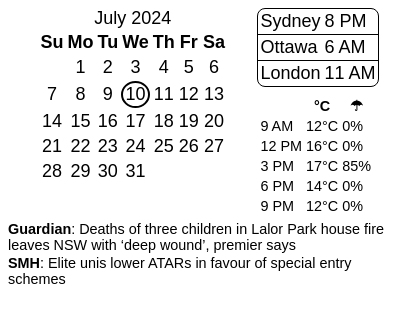 July 2024
Su Mo Tu We Th Fr Sa
1 2 3 4 5 6
7 8 9 10 11 12 13
14 15 16 17 18 19 20
21 22 23 24 25 26 27
28 29 30 31
Sydney 8 PM
Ottawa 6 AM
London 11 AM
°C ☂
9 AM 12°C 0%
12 PM 16°C 0%
3 PM 17°C 85%
6 PM 14°C 0%
9 PM 12°C 0%
Guardian: Deaths of three children in Lalor Park house fire
leaves NSW with ‘deep wound’, premier says
SMH: Elite unis lower ATARs in favour of special entry
schemes